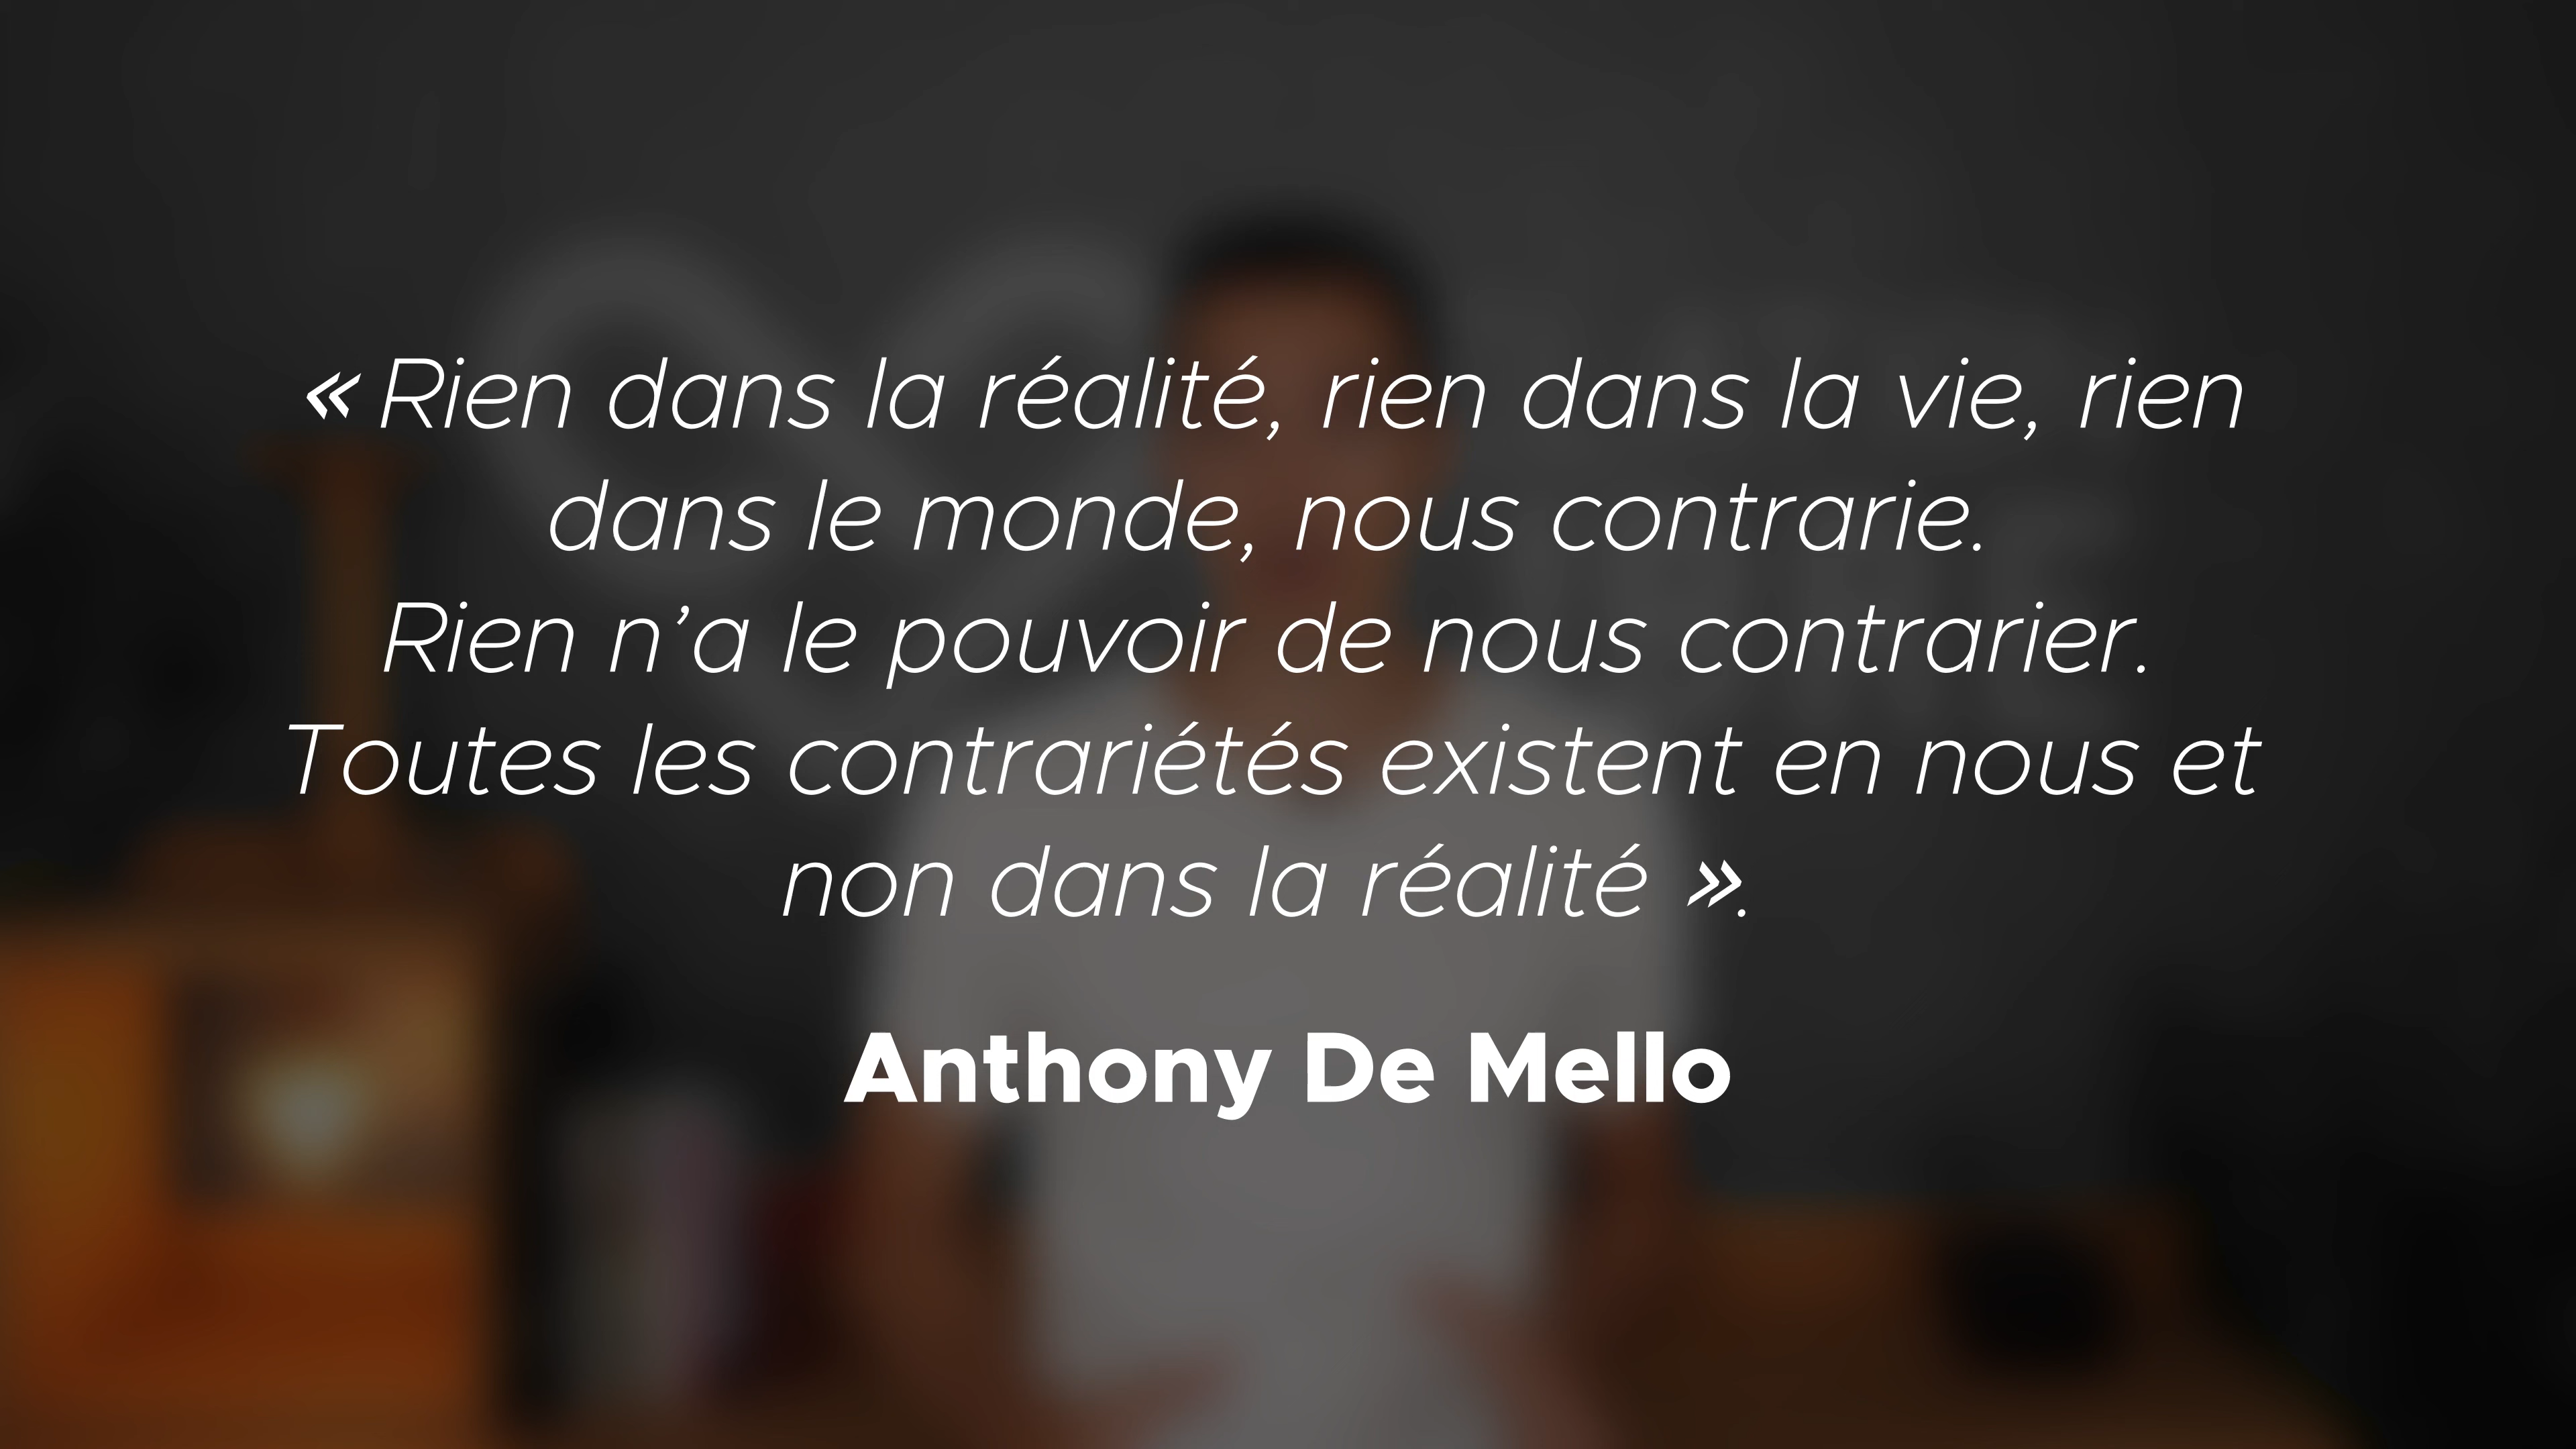 « Rien dans la réalité, rien dans la vie, rien
dans le monde, nous contrarie.
Rien n’a le pouvoir de nous contrarier.
Toutes les contrariétés existent en nous et
non dans la réalité ».
Anthony De Mello